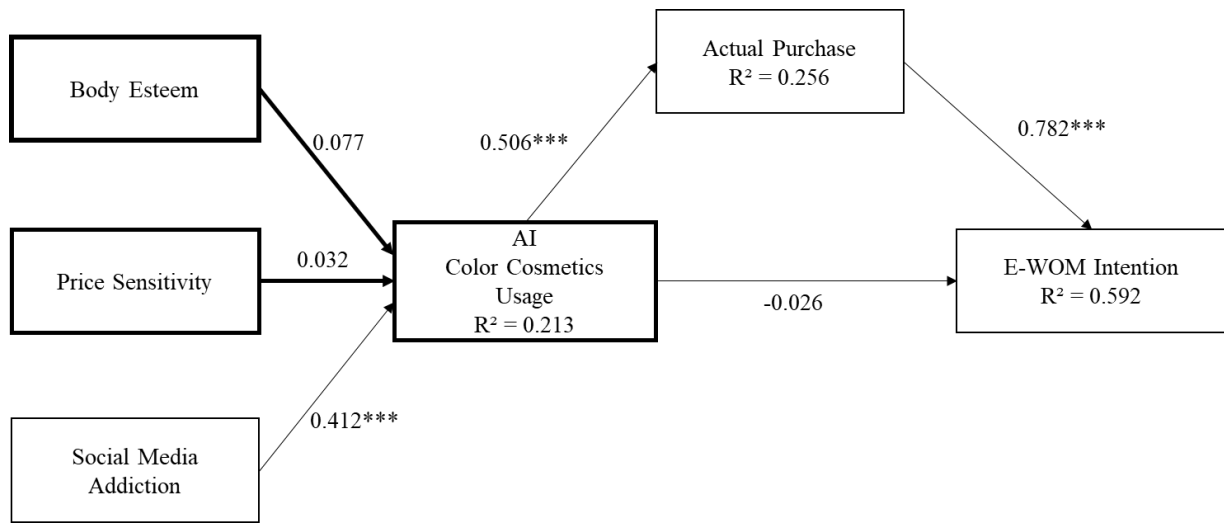 Body Esteem
Price Sensitivity
Social Media
Addiction
0.077
0.032
0.412***
AI
Color Cosmetics
Usage
R² = 0.213
0.506***
-0.026
Actual Purchase
R² = 0.256
0.782***
E-WOM Intention
R² = 0.592